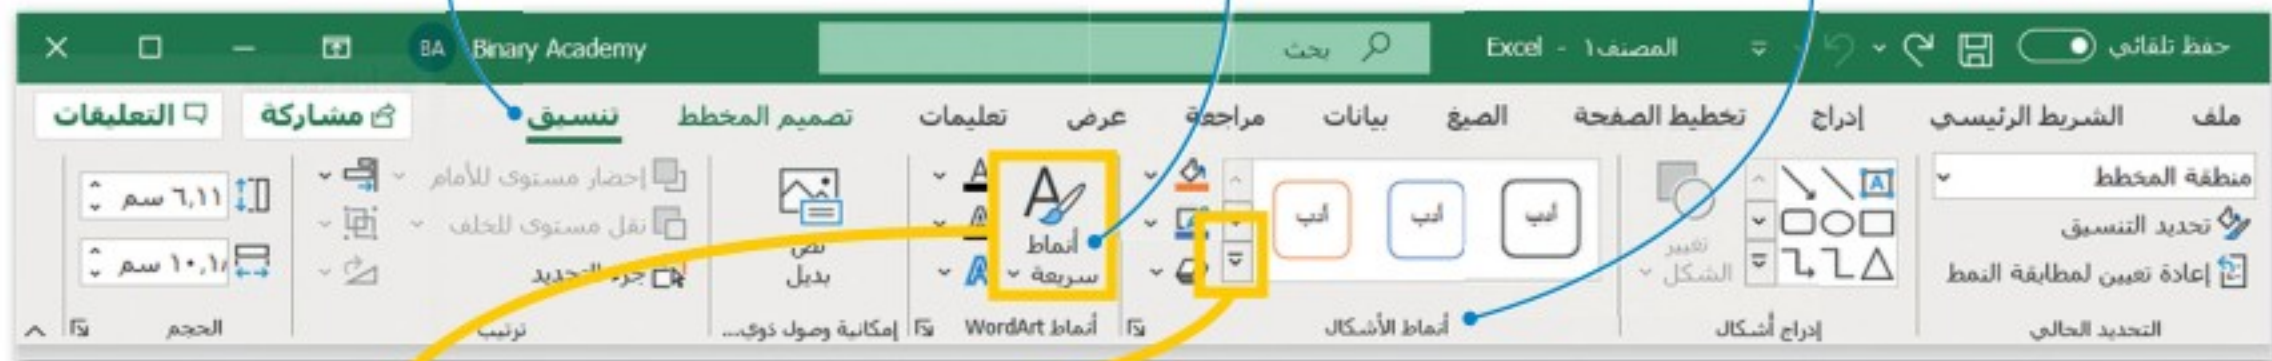 حفظ تلقائي
المصنف١ - Excel
بحث
Binary Academy
BA
ملف
الشريط الرئيسي
إدراج
تخطيط الصفحة
الصيغ
بيانات
مراجعة
عرض
تعليمات
تصميم المخطط
تنسيق
مشاركة
التعليقات
منطقة المخطط
تحديد التنسيق
إعادة تعيين لمطابقة النمط
التحديد الحالي
A
تغيير
الشكل
إدراج أشكال
أبب
أبب
أبب
أنماط الأشكال
A
أنماط
سريعة
A
A
A
أنماط WordArt
نص
بديل
إمكانية وصول ذوي...
إحضار مستوى للأمام
نقل مستوى للخلف
جزء التحديد
ترتيب
٦,١١ سم
سم
الحجم